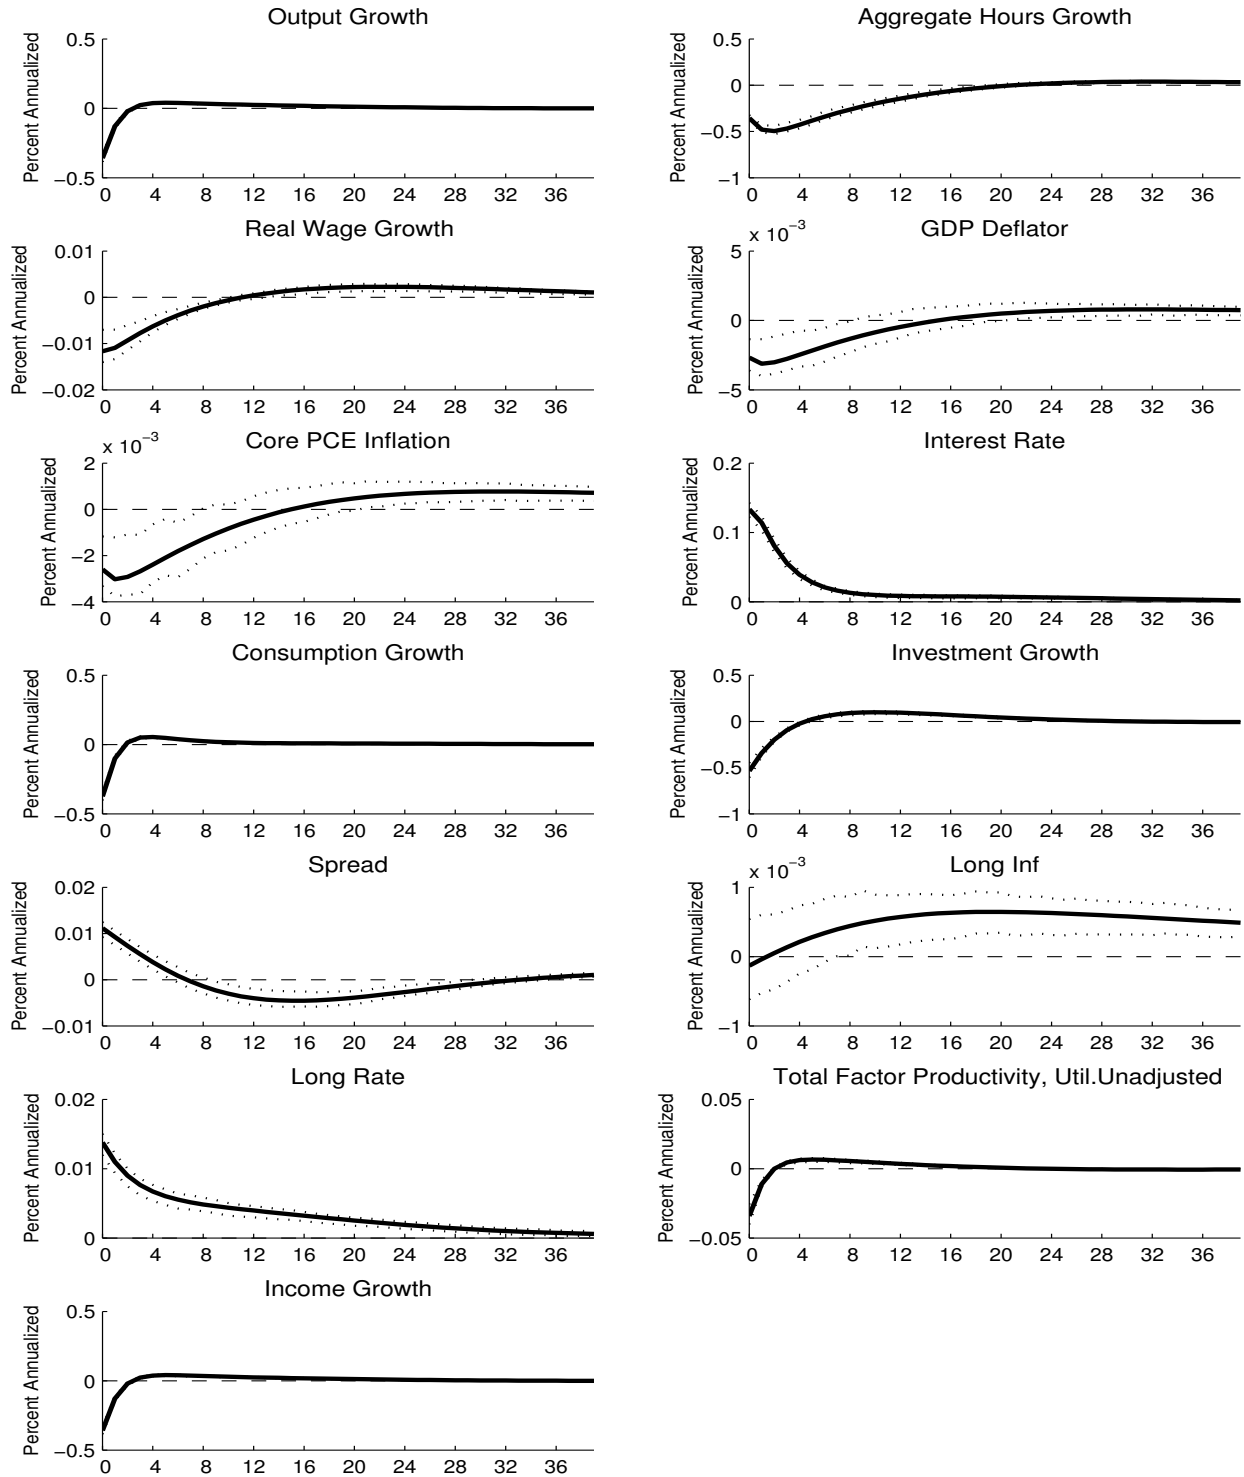 Output Growth
Percent Annualized
0.5
0
−0.5
0 4 8 12 16 20 24 28 32 36
Aggregate Hours Growth
Percent Annualized
0.5
0
−0.5
−1
0 4 8 12 16 20 24 28 32 36
Real Wage Growth
Percent Annualized
0.01
0
−0.01
−0.02
0 4 8 12 16 20 24 28 32 36
GDP Deflator
x 10−3
Percent Annualized
5
0
−5
0 4 8 12 16 20 24 28 32 36
Core PCE Inflation
x 10−3
Percent Annualized
2
0
−2
−4
0 4 8 12 16 20 24 28 32 36
Interest Rate
Percent Annualized
0.2
0.1
0
0 4 8 12 16 20 24 28 32 36
Consumption Growth
Percent Annualized
0.5
0
−0.5
0 4 8 12 16 20 24 28 32 36
Investment Growth
Percent Annualized
0.5
0
−0.5
−1
0 4 8 12 16 20 24 28 32 36
Spread
Percent Annualized
0.02
0.01
0
−0.01
0 4 8 12 16 20 24 28 32 36
Long Inf
x 10−3
Percent Annualized
1
0
−1
0 4 8 12 16 20 24 28 32 36
Long Rate
Percent Annualized
0.02
0.01
0
0 4 8 12 16 20 24 28 32 36
Total Factor Productivity, Util.Unadjusted
Percent Annualized
0.05
0
−0.05
0 4 8 12 16 20 24 28 32 36
Income Growth
Percent Annualized
0.5
0
−0.5
0 4 8 12 16 20 24 28 32 36